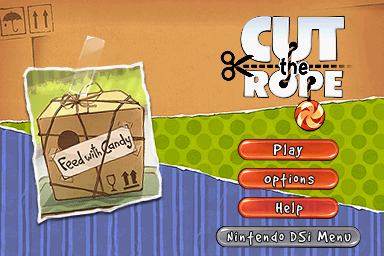 CUT
the
ROPE
Feed with Candy
Play
Options
Help
Nintendo DSi Menu